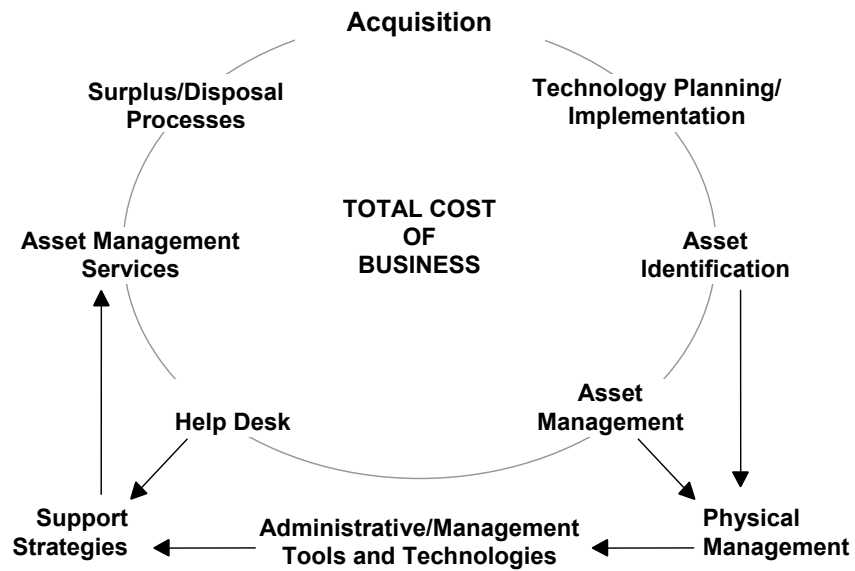 Acquisition
Surplus/Disposal
Processes
Technology Planning/
Implementation
TOTAL COST
OF
BUSINESS
Asset Management
Services
Asset
Identification
Help Desk
Asset
Management
Support
Strategies
Administrative/Management
Tools and Technologies
Physical
Management